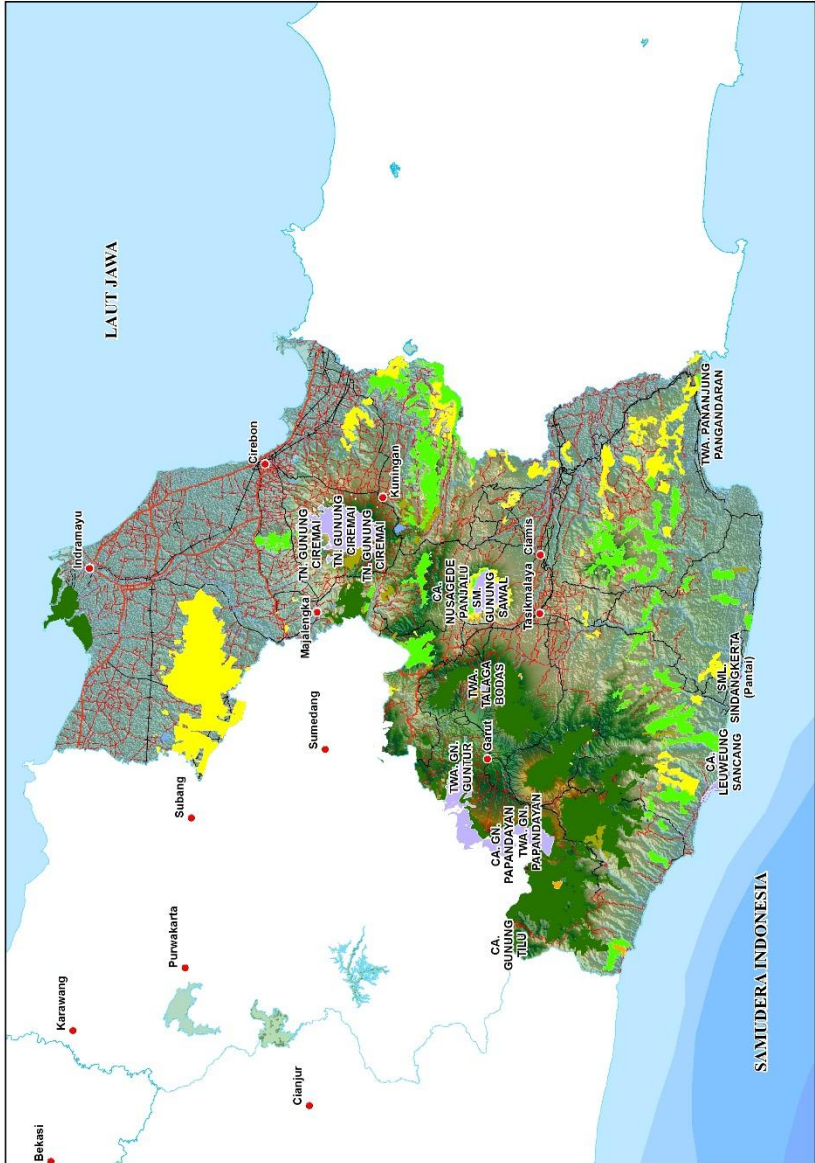 LAUT JAWA
Indramayu
Karawang
Bekasi
Purwakarta
Subang
Cirebon
Cianjur
Sumedang
Majalengka
TN. GUNUNG
CIREMAI
TN. GUNUNG
CIREMAI
TN. GUNUNG
CIREMAI
Kuningan
CA.
NUSAGEDE
PANJALU
SM.
GUNUNG
SAWAL
TWA.
TALAGA
BODAS
TWA. GN.
GUNTUR
Garut
CA. GN.
PAPANDAYAN
TWA. GN.
PAPANDAYAN
CA.
GUNUNG
TILU
Tasikmalaya
Ciamis
TWA. PANANJUNG
PANGANDARAN
SML.
SINDANGKERTA
(Pantai)
CA.
LEUWEUNG
SANCANG
SAMUDERA INDONESIA